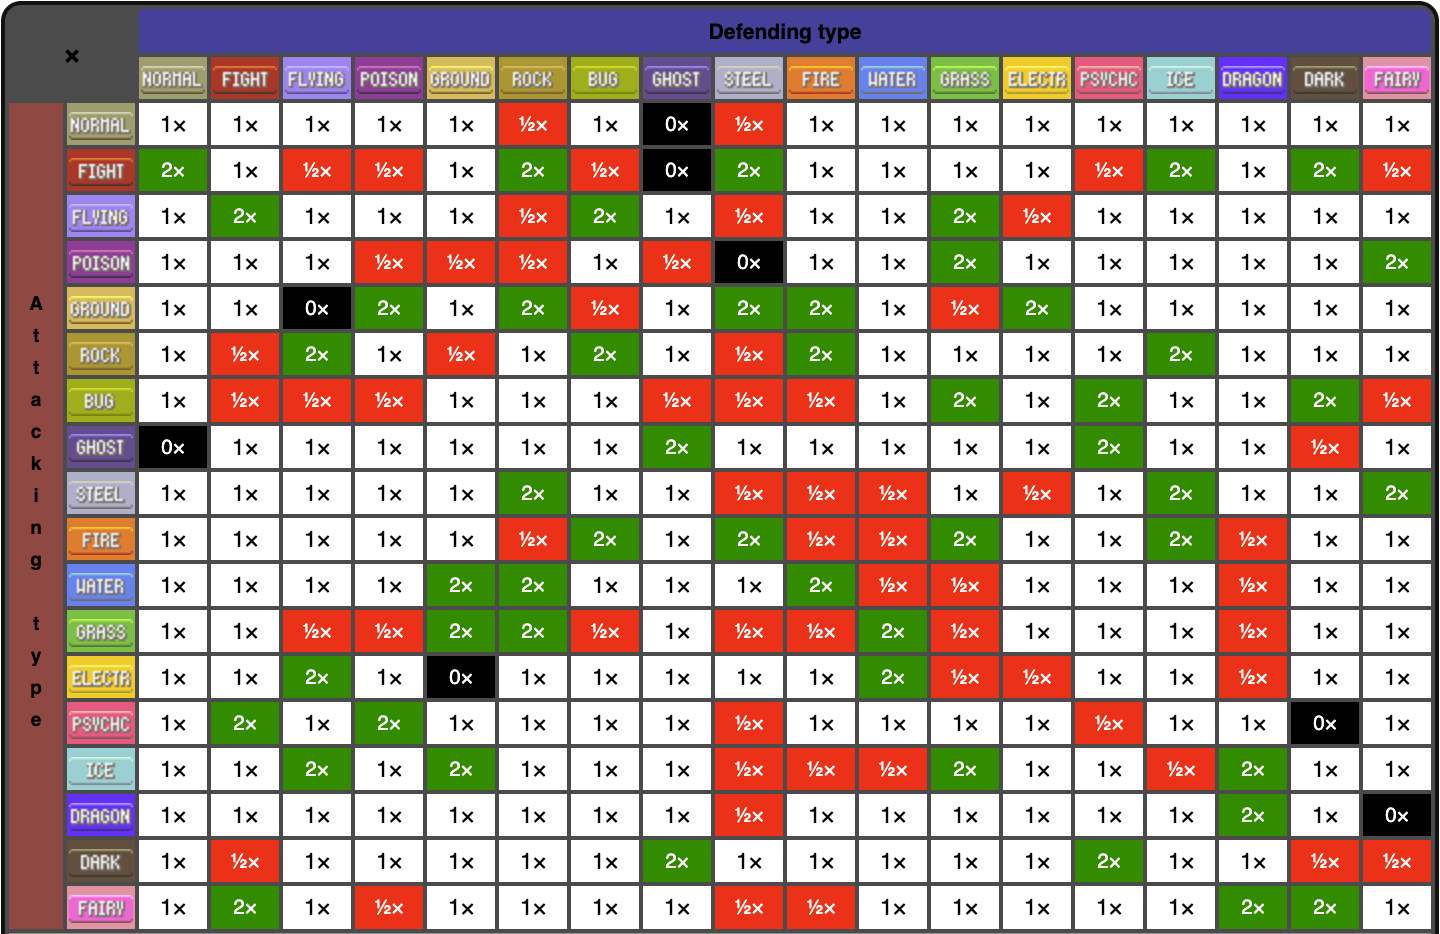 ×
Defending type
NORMAL FIGHT FLYING POISON GROUND ROCK BUG GHOST STEEL FIRE WATER GRASS ELECTR PSYCHC ICE DRAGON DARK FAIRY
Attacking type
NORMAL 1× 1× 1× 1× 1× ½× 1× 0× ½× 1× 1× 1× 1× 1× 1× 1× 1× 1×
FIGHT 2× 1× ½× ½× 1× 2× ½× 0× 2× 1× 1× 1× 1× ½× 2× 1× 2× ½×
FLYING 1× 2× 1× 1× 1× ½× 2× 1× ½× 1× 1× 2× ½× 1× 1× 1× 1× 1×
POISON 1× 1× 1× ½× ½× ½× 1× ½× 0× 1× 1× 2× 1× 1× 1× 1× 1× 2×
GROUND 1× 1× 0× 2× 1× 2× ½× 1× 2× 2× 1× ½× 2× 1× 1× 1× 1× 1×
ROCK 1× ½× 2× 1× ½× 1× 2× 1× ½× 2× 1× 1× 1× 1× 2× 1× 1× 1×
BUG 1× ½× ½× ½× 1× 1× 1× ½× ½× ½× 1× 2× 1× 2× 1× 1× 2× ½×
GHOST 0× 1× 1× 1× 1× 1× 1× 2× 1× 1× 1× 1× 1× 2× 1× 1× ½× 1×
STEEL 1× 1× 1× 1× 1× 2× 1× 1× ½× ½× ½× 1× ½× 1× 2× 1× 1× 2×
FIRE 1× 1× 1× 1× 1× ½× 2× 1× 2× ½× ½× 2× 1× 1× 2× ½× 1× 1×
WATER 1× 1× 1× 1× 2× 2× 1× 1× 1× 2× ½× ½× 1× 1× 1× ½× 1× 1×
GRASS 1× 1× ½× ½× 2× 2× ½× 1× ½× ½× 2× ½× 1× 1× 1× ½× 1× 1×
ELECTR 1× 1× 2× 1× 0× 1× 1× 1× 1× 1× 2× ½× ½× 1× 1× ½× 1× 1×
PSYCHC 1× 2× 1× 2× 1× 1× 1× 1× ½× 1× 1× 1× 1× ½× 1× 1× 0× 1×
ICE 1× 1× 2× 1× 2× 1× 1× 1× ½× ½× ½× 2× 1× 1× ½× 2× 1× 1×
DRAGON 1× 1× 1× 1× 1× 1× 1× 1× ½× 1× 1× 1× 1× 1× 1× 2× 1× 0×
DARK 1× ½× 1× 1× 1× 1× 1× 2× 1× 1× 1× 1× 1× 2× 1× 1× ½× ½×
FAIRY 1× 2× 1× ½× 1× 1× 1× 1× ½× ½× 1× 1× 1× 1× 1× 2× 2× 1×